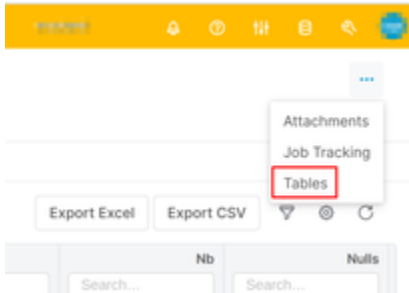 Attachments
Job Tracking
Tables
Export Excel Export CSV
Nb Nulls
Search... Search...